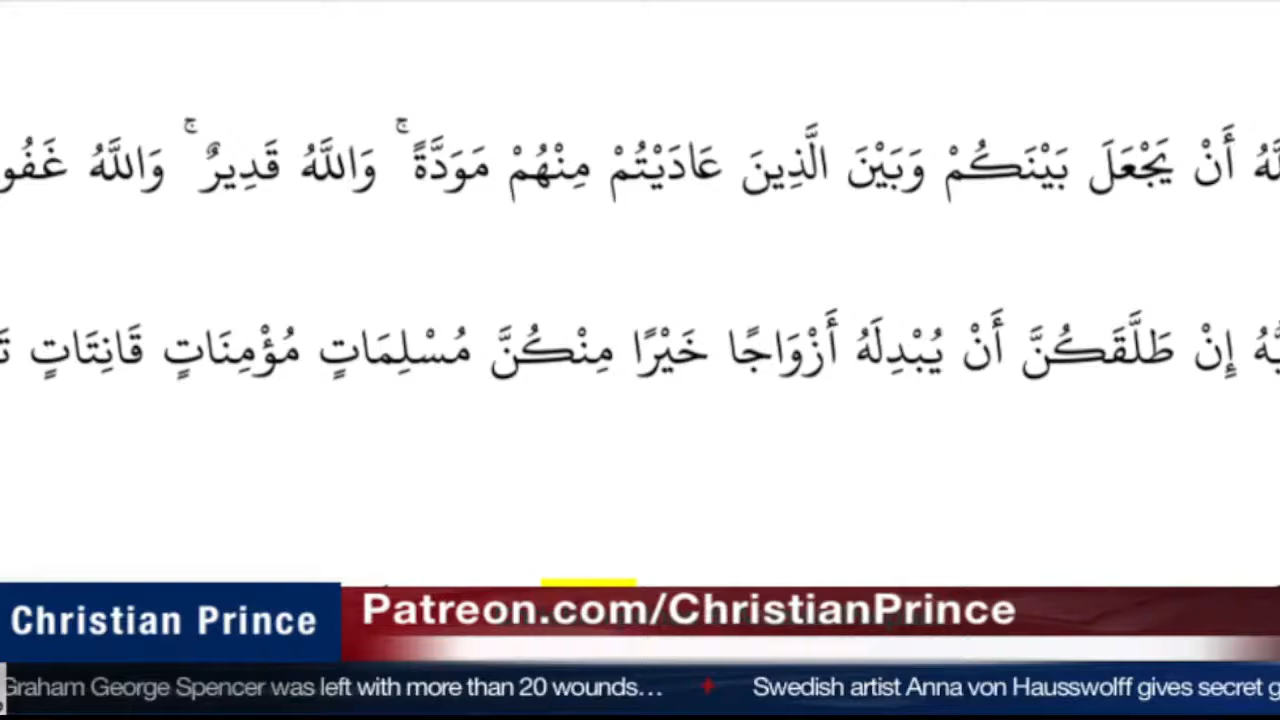 أَنْ يَجْعَلَ بَيْنَكُمْ وَبَيْنَ الَّذِينَ عَادَيْتُمْ مِنْهُمْ مَوَدَّةً ۚ وَاللَّهُ قَدِيرٌ ۚ وَاللَّهُ
إِنْ طَلَّقَكُنَّ أَنْ يُبْدِلَهُ أَزْوَاجًا خَيْرًا مِنْكُنَّ مُسْلِمَاتٍ مُؤْمِنَاتٍ قَانِتَاتٍ
Christian Prince
Patreon.com/ChristianPrince
Graham George Spencer was left with more than 20 wounds... + Swedish artist Anna von Hausswolff gives secret